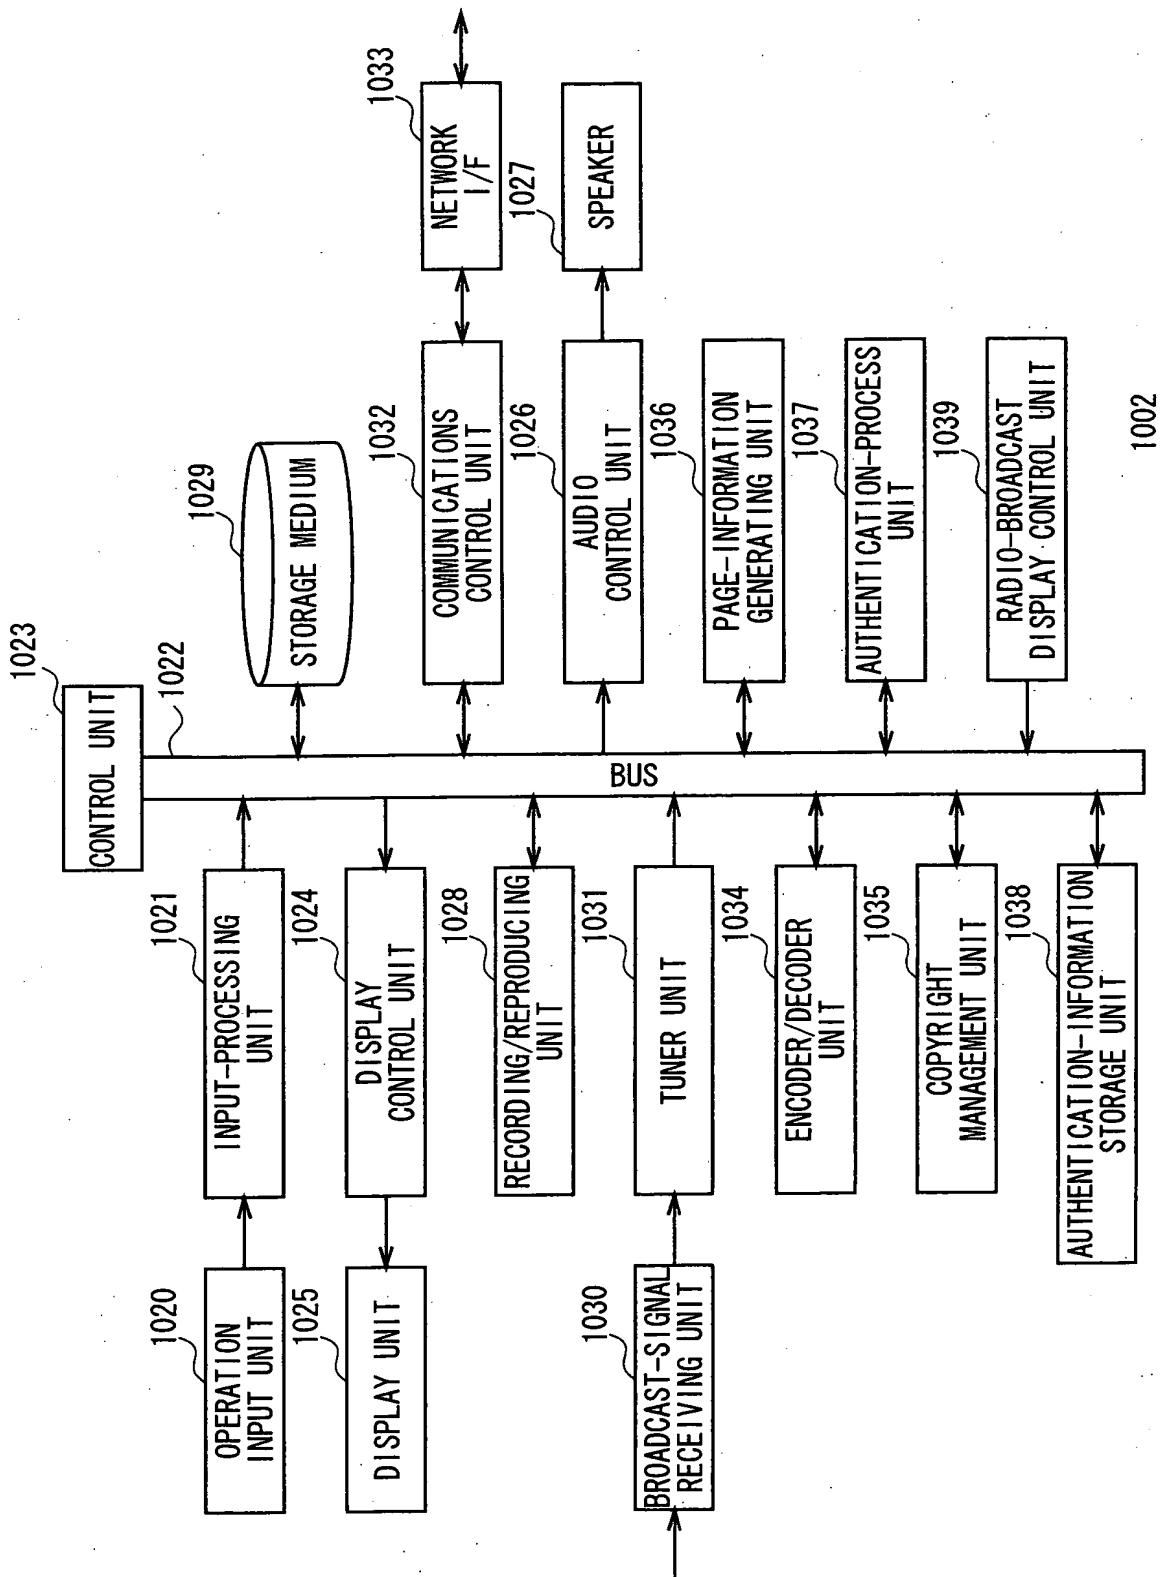 1023
CONTROL UNIT
1022
BUS
1020
OPERATION
INPUT UNIT
1021
INPUT-PROCESSING
UNIT
1029
STORAGE MEDIUM
1025
DISPLAY UNIT
1024
DISPLAY
CONTROL UNIT
1032
COMMUNICATIONS
CONTROL UNIT
1033
NETWORK
I/F
1028
RECORDING/REPRODUCING
UNIT
1026
AUDIO
CONTROL UNIT
1027
SPEAKER
1030
BROADCAST-SIGNAL
RECEIVING UNIT
1031
TUNER UNIT
1036
PAGE-INFORMATION
GENERATING UNIT
1034
ENCODER/DECODER
UNIT
1037
AUTHENTICATION-PROCESS
UNIT
1035
COPYRIGHT
MANAGEMENT UNIT
1039
RADIO-BROADCAST
DISPLAY CONTROL UNIT
1038
AUTHENTICATION-INFORMATION
STORAGE UNIT
1002